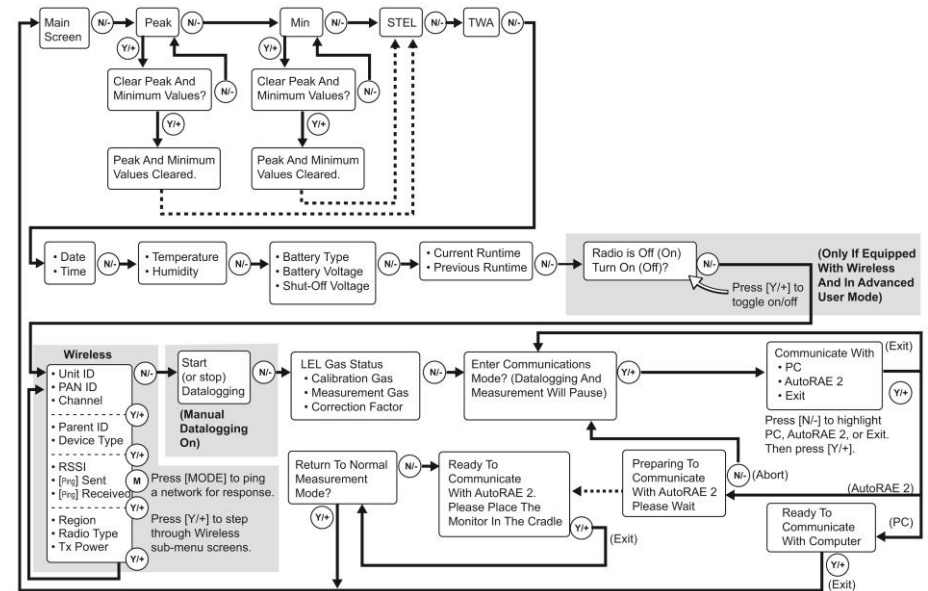 Main
Screen
N/-
Peak
N/-
Min
N/-
STEL
N/-
TWA
N/-
Y/+
Clear Peak And
Minimum Values?
N/-
Y/+
Peak And Minimum
Values Cleared.
Y/+
Clear Peak And
Minimum Values?
N/-
Y/+
Peak And Minimum
Values Cleared.
• Date
• Time
N/-
• Temperature
• Humidity
N/-
• Battery Type
• Battery Voltage
• Shut-Off Voltage
N/-
• Current Runtime
• Previous Runtime
N/-
Radio is Off (On)
Turn On (Off)?
N/-
Press [Y/+] to
toggle on/off
(Only If Equipped
With Wireless
And In Advanced
User Mode)
Wireless
• Unit ID
• PAN ID
• Channel
Y/+
Parent ID
• Device Type
Y/+
• RSSI
• [Ping] Sent
• [Ping] Received
M
Y/+
• Region
• Radio Type
• Tx Power
Y/+
Press [MODE] to ping
a network for response.
Press [Y/+] to step
through Wireless
sub-menu screens.
N/-
Start
(or stop)
Datalogging
(Manual
Datalogging
On)
N/-
LEL Gas Status
• Calibration Gas
• Measurement Gas
• Correction Factor
N/-
Enter Communications
Mode? (Datalogging And
Measurement Will Pause)
Y/+
Communicate With
• PC
• AutoRAE 2
• Exit
(Exit)
Y/+
Press [N/-] to highlight
PC, AutoRAE 2, or Exit.
Then press [Y/+].
Return To Normal
Measurement
Mode?
Y/+
N/-
Ready To
Communicate
With AutoRAE 2.
Please Place The
Monitor In The Cradle
Y/+
(Exit)
Preparing To
Communicate
With AutoRAE 2
Please Wait
N/-
(Abort)
(AutoRAE 2)
Ready To
Communicate
With Computer
(PC)
Y/+
(Exit)